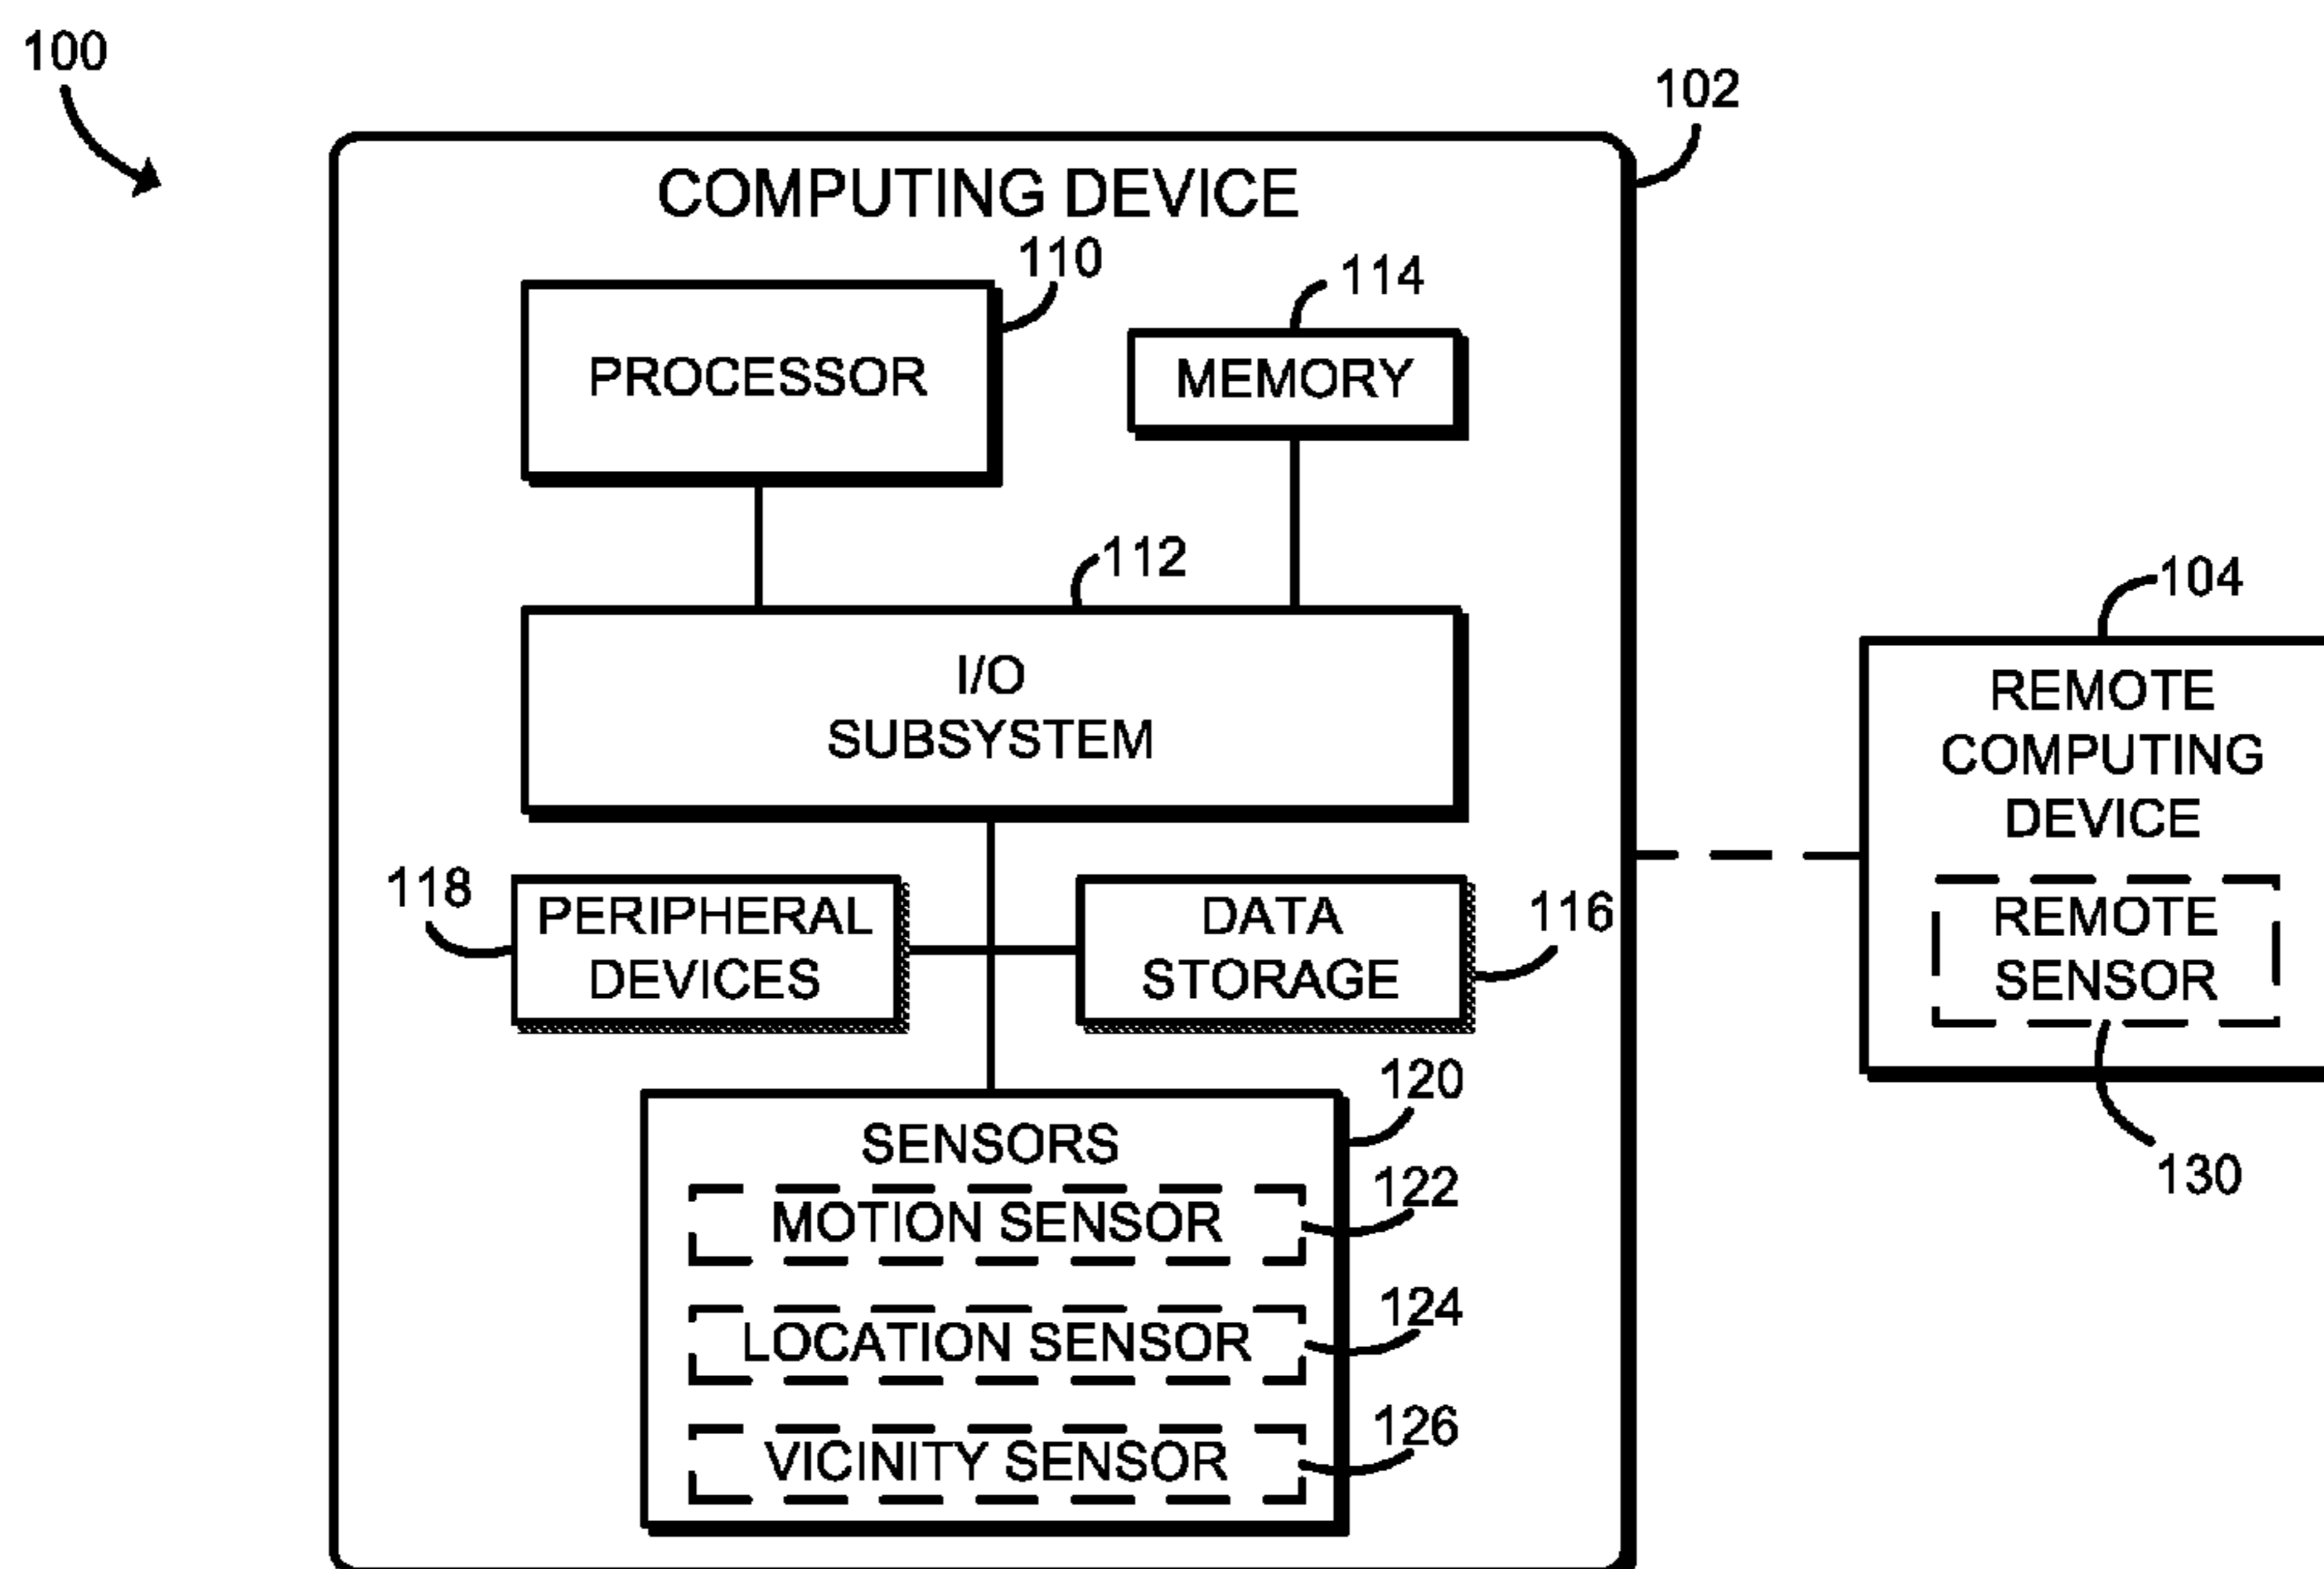 100
102
COMPUTING DEVICE
110
114
PROCESSOR
MEMORY
112
I/O
SUBSYSTEM
104
REMOTE
COMPUTING
DEVICE
REMOTE
SENSOR
130
118
PERIPHERAL
DEVICES
DATA
STORAGE
116
120
SENSORS
122
MOTION SENSOR
124
LOCATION SENSOR
126
VICINITY SENSOR